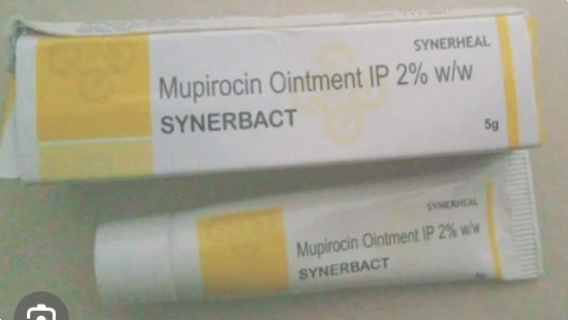 SYNERHEAL
Mupirocin Ointment IP 2% w/w
SYNERBACT
5g
SYNERHEAL
Mupirocin Ointment IP 2% w/w
SYNERBACT